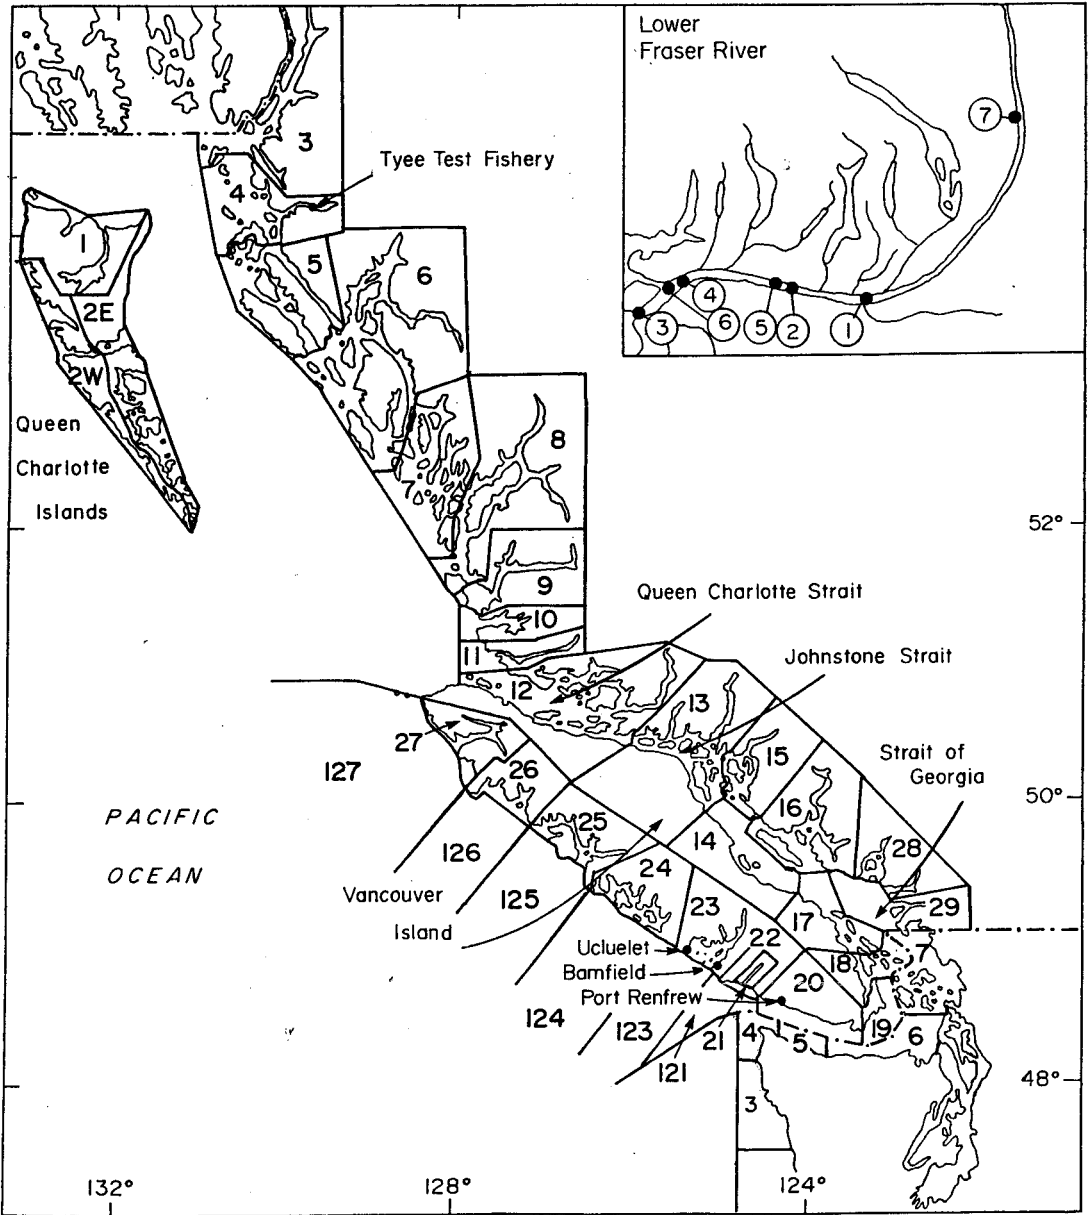 Lower
Fraser River
7
4
3
6
5
2
1
3
Tyee Test Fishery
4
1
5
6
2E
2W
Queen
Charlotte
Islands
8
7
52°
9
Queen Charlotte Strait
10
11
Johnstone Strait
12
13
27
15
Strait of
Georgia
127
26
16
50°
PACIFIC
25
14
28
126
24
OCEAN
Vancouver
125
23
17
29
Island
22
Ucluelet
18
7
Bamfield
20
Port Renfrew
124
123
21
4
5
19
6
121
48°
3
132°
128°
124°